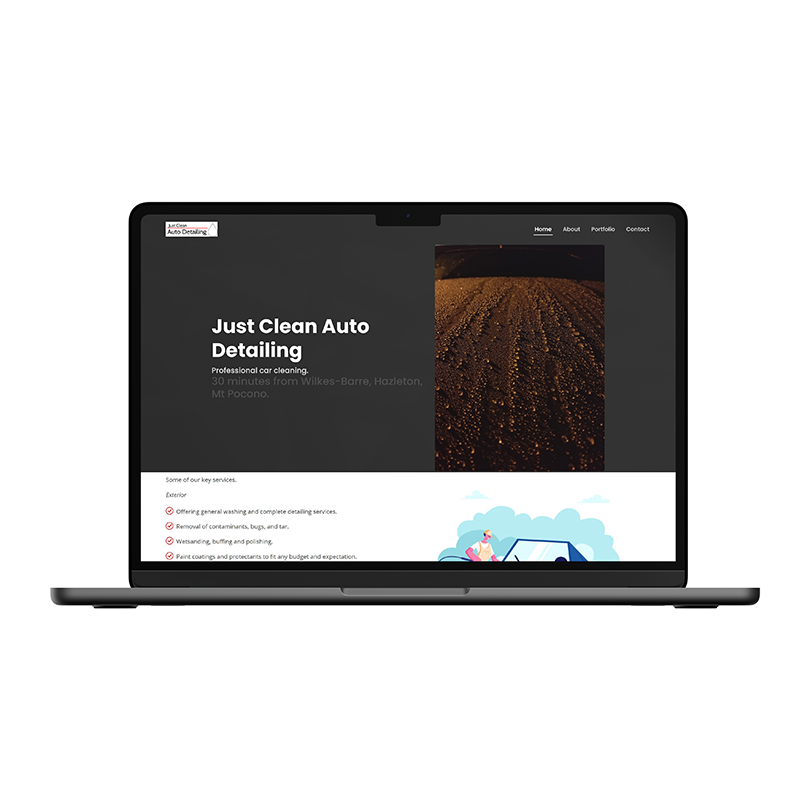 Just Clean
Auto Detailing
Home About Portfolio Contact
Just Clean Auto
Detailing
Professional car cleaning.
30 minutes from Wilkes-Barre, Hazleton,
Mt Pocono.
Some of our key services.
Exterior
Offering general washing and complete detailing services.
Removal of contaminants, bugs, and tar.
Wetsanding, buffing and polishing.
Paint coatings and protectants to fit any budget and expectation.